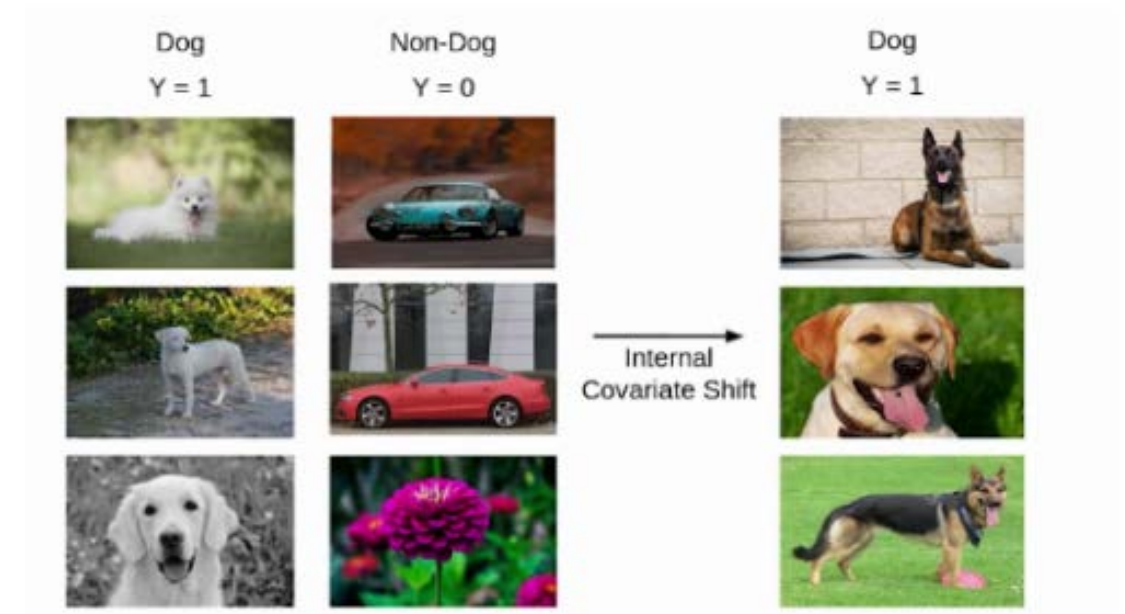 Dog
Y = 1
Non-Dog
Y = 0
Internal
Covariate Shift
Dog
Y = 1